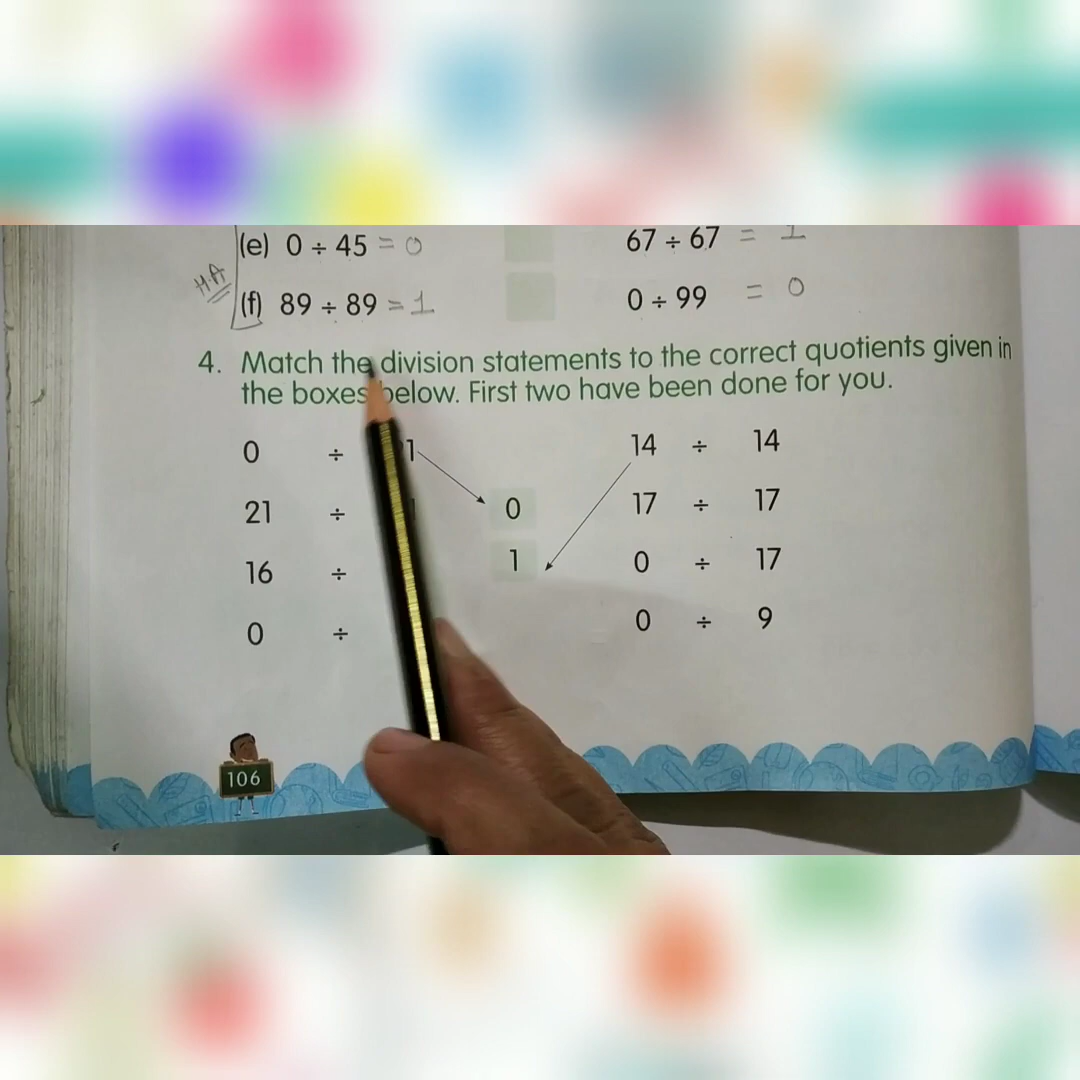 (e) 0 ÷ 45 = 0 67 ÷ 67 = 1
HA
(f) 89 ÷ 89 = 1 0 ÷ 99 = 0
4. Match the division statements to the correct quotients given in
the boxes below. First two have been done for you.
0 ÷ 14 ÷ 14
21 ÷ 0 17 ÷ 17
16 ÷ 1 0 ÷ 17
0 ÷ 0 ÷ 9
106